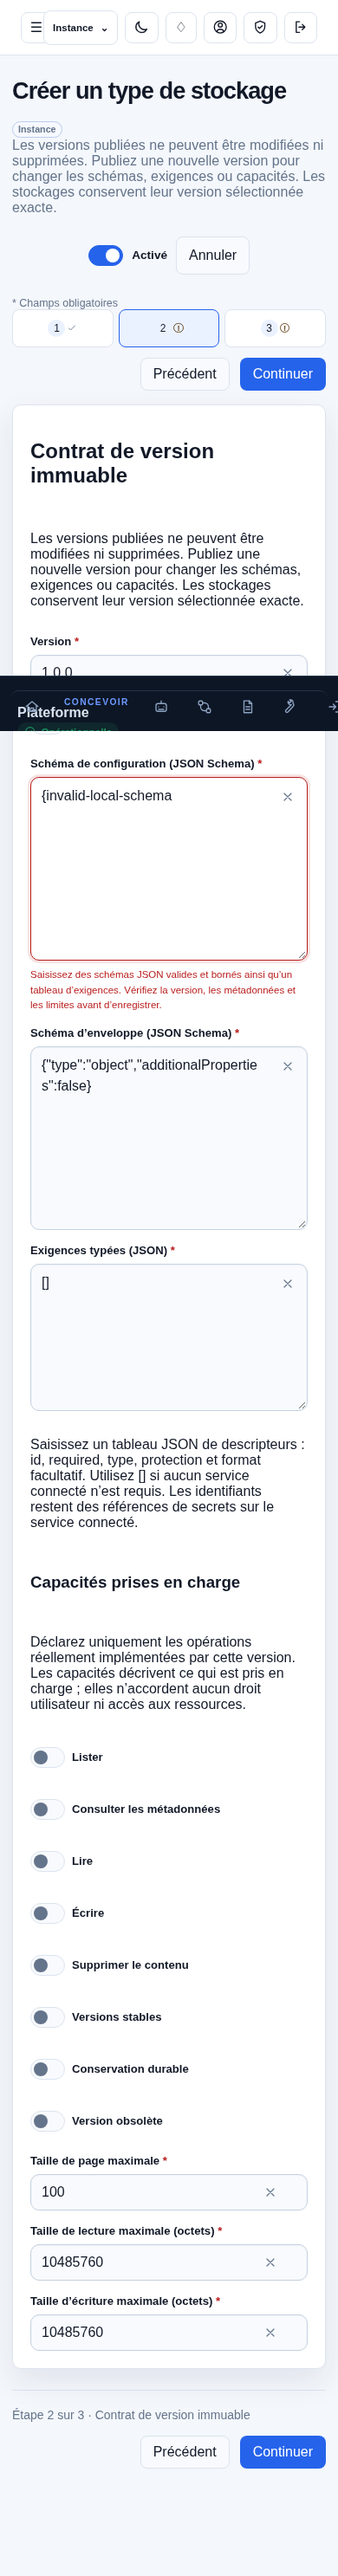 Instance
Créer un type de stockage
Instance
Les versions publiées ne peuvent être modifiées ni
supprimées. Publiez une nouvelle version pour
changer les schémas, exigences ou capacités. Les
stockages conservent leur version sélectionnée
exacte.
Activé
Annuler
* Champs obligatoires
1
2
3
Précédent
Continuer
Contrat de version
immuable
Les versions publiées ne peuvent être
modifiées ni supprimées. Publiez une
nouvelle version pour changer les schémas,
exigences ou capacités. Les stockages
conservent leur version sélectionnée exacte.
Version *
1.0.0
CONCEVOIR
Plateforme
Opérationnelle
Schéma de configuration (JSON Schema) *
{invalid-local-schema
Saisissez des schémas JSON valides et bornés ainsi qu’un
tableau d’exigences. Vérifiez la version, les métadonnées et
les limites avant d’enregistrer.
Schéma d’enveloppe (JSON Schema) *
{"type":"object","additionalPropertie
s":false}
Exigences typées (JSON) *
[]
Saisissez un tableau JSON de descripteurs :
id, required, type, protection et format
facultatif. Utilisez [] si aucun service
connecté n’est requis. Les identifiants
restent des références de secrets sur le
service connecté.
Capacités prises en charge
Déclarez uniquement les opérations
réellement implémentées par cette version.
Les capacités décrivent ce qui est pris en
charge ; elles n’accordent aucun droit
utilisateur ni accès aux ressources.
Lister
Consulter les métadonnées
Lire
Écrire
Supprimer le contenu
Versions stables
Conservation durable
Version obsolète
Taille de page maximale *
100
Taille de lecture maximale (octets) *
10485760
Taille d’écriture maximale (octets) *
10485760
Étape 2 sur 3 · Contrat de version immuable
Précédent
Continuer